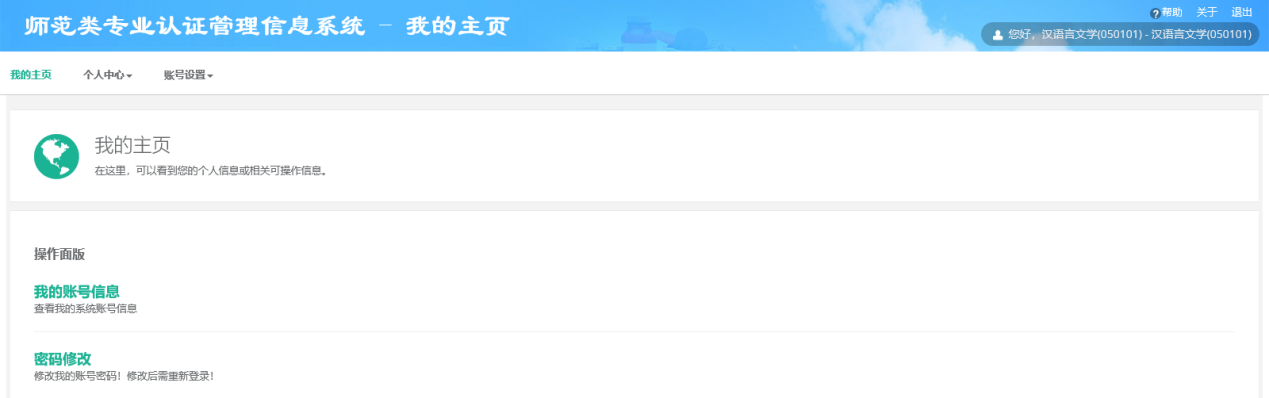 师范类专业认证管理信息系统 - 我的主页
帮助 关于 退出
您好，汉语言文学(050101) - 汉语言文学(050101)
我的主页 个人中心 账号设置
我的主页
在这里，可以看到您的个人信息或相关可操作信息。
操作面版
我的账号信息
查看我的系统账号信息
密码修改
修改我的账号密码！修改后需重新登录！